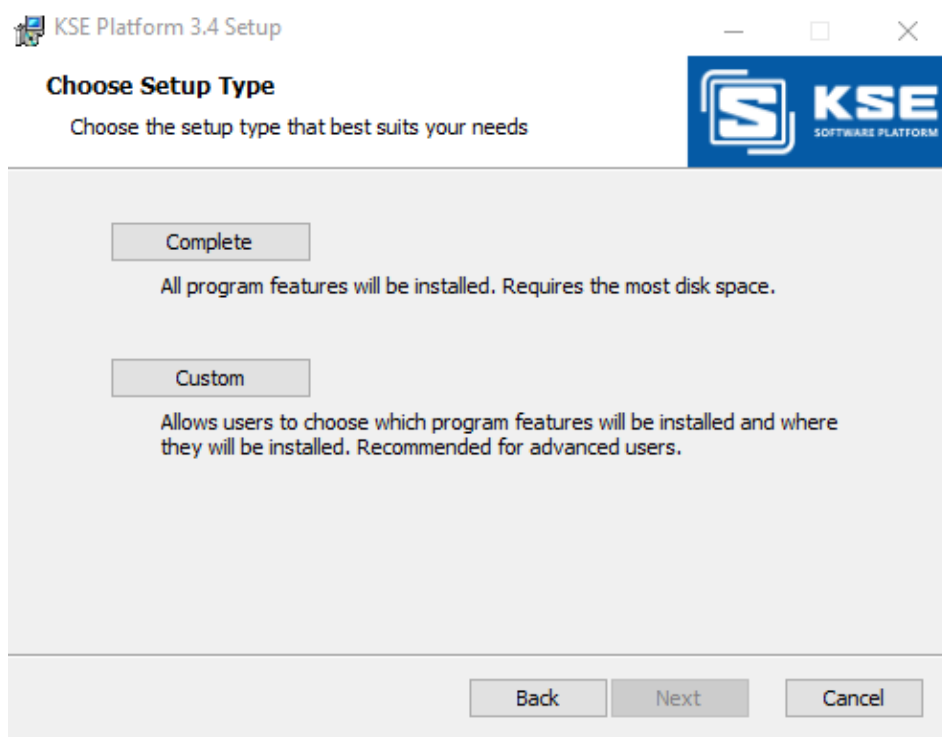 KSE Platform 3.4 Setup
Choose Setup Type
Choose the setup type that best suits your needs
S KSE
SOFTWARE PLATFORM
Complete
All program features will be installed. Requires the most disk space.
Custom
Allows users to choose which program features will be installed and where
they will be installed. Recommended for advanced users.
Back Next Cancel